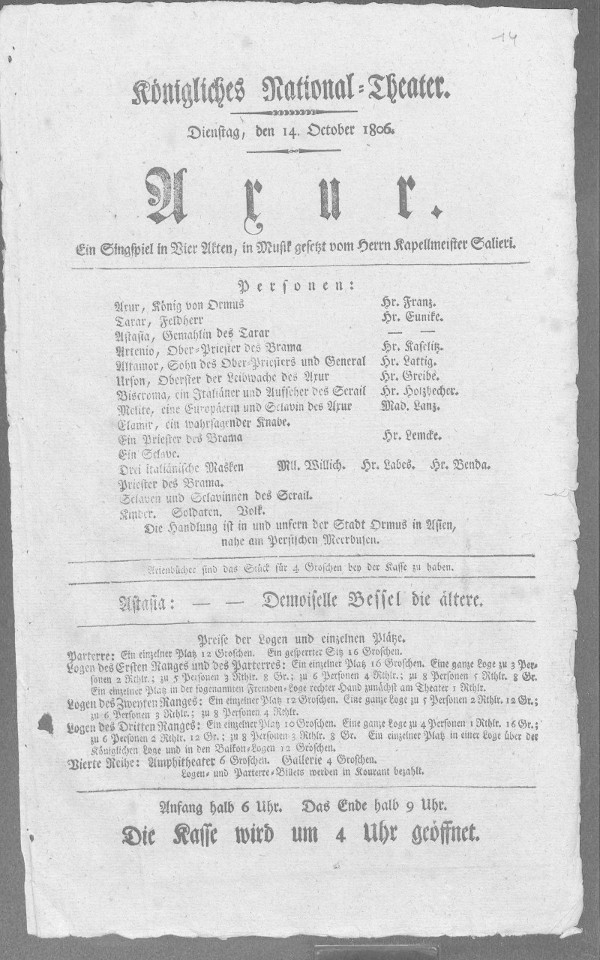 14
Königliches National-Theater.
Dienstag, den 14. October 1806.
Axur.
Ein Singspiel in Vier Akten, in Musik gesetzt vom Herrn Kapellmeister Salieri.
Personen:
Axur, König von Ormus Hr. Franz.
Tarar, Feldherr Hr. Eunike.
Astasia, Gemahlin des Tarar — —
Artenio, Ober-Priester des Brama Hr. Kaselitz.
Altamor, Sohn des Ober-Priesters und General Hr. Lattig.
Urson, Oberster der Leibwache des Axur Hr. Greibe.
Biscroma, ein Italiäner und Aufseher des Serail Hr. Holzbecher.
Melite, eine Europäerin und Sclavin des Axur Mad. Lanz.
Elamir, ein wahrsagender Knabe.
Ein Priester des Brama Hr. Lemcke.
Ein Sclave.
Drei italiänische Masken Mll. Willich. Hr. Labes. Hr. Benda.
Priester des Brama.
Sclaven und Sclavinnen des Serail.
Kinder. Soldaten. Volk.
Die Handlung ist in und unfern der Stadt Ormus in Asien,
nahe am Persischen Meerbusen.
Arienbücher sind das Stück für 4 Groschen bey der Kasse zu haben.
Astasia: — — Demoiselle Bessel die ältere.
Preise der Logen und einzelnen Plätze.
Parterre: Ein einzelner Platz 12 Groschen. Ein gesperrter Sitz 16 Groschen.
Logen des Ersten Ranges und des Parterres: Ein einzelner Platz 16 Groschen. Eine ganze Loge zu 3 Per-
sonen 2 Rthlr.; zu 5 Personen 3 Rthlr. 8 Gr.; zu 6 Personen 4 Rthlr.; zu 8 Personen 5 Rthlr. 8 Gr.
Ein einzelner Platz in der sogenannten Fremden-Loge rechter Hand zunächst am Theater 1 Rthlr.
Logen des Zweyten Ranges: Ein einzelner Platz 12 Groschen. Eine ganze Loge zu 5 Personen 2 Rthlr. 12 Gr.;
zu 6 Personen 3 Rthlr.; zu 8 Personen 4 Rthlr.
Logen des Dritten Ranges: Ein einzelner Platz 10 Groschen. Eine ganze Loge zu 4 Personen 1 Rthlr. 16 Gr.;
zu 6 Personen 2 Rthlr. 12 Gr.; zu 8 Personen 3 Rthlr. 8 Gr. Ein einzelner Platz in einer Loge über der
Königlichen Loge und in den Balkon-Logen 12 Groschen.
Vierte Reihe: Amphitheater 6 Groschen. Gallerie 4 Groschen.
Logen- und Parterre-Billets werden in Kourant bezahlt.
Anfang halb 6 Uhr. Das Ende halb 9 Uhr.
Die Kasse wird um 4 Uhr geöffnet.